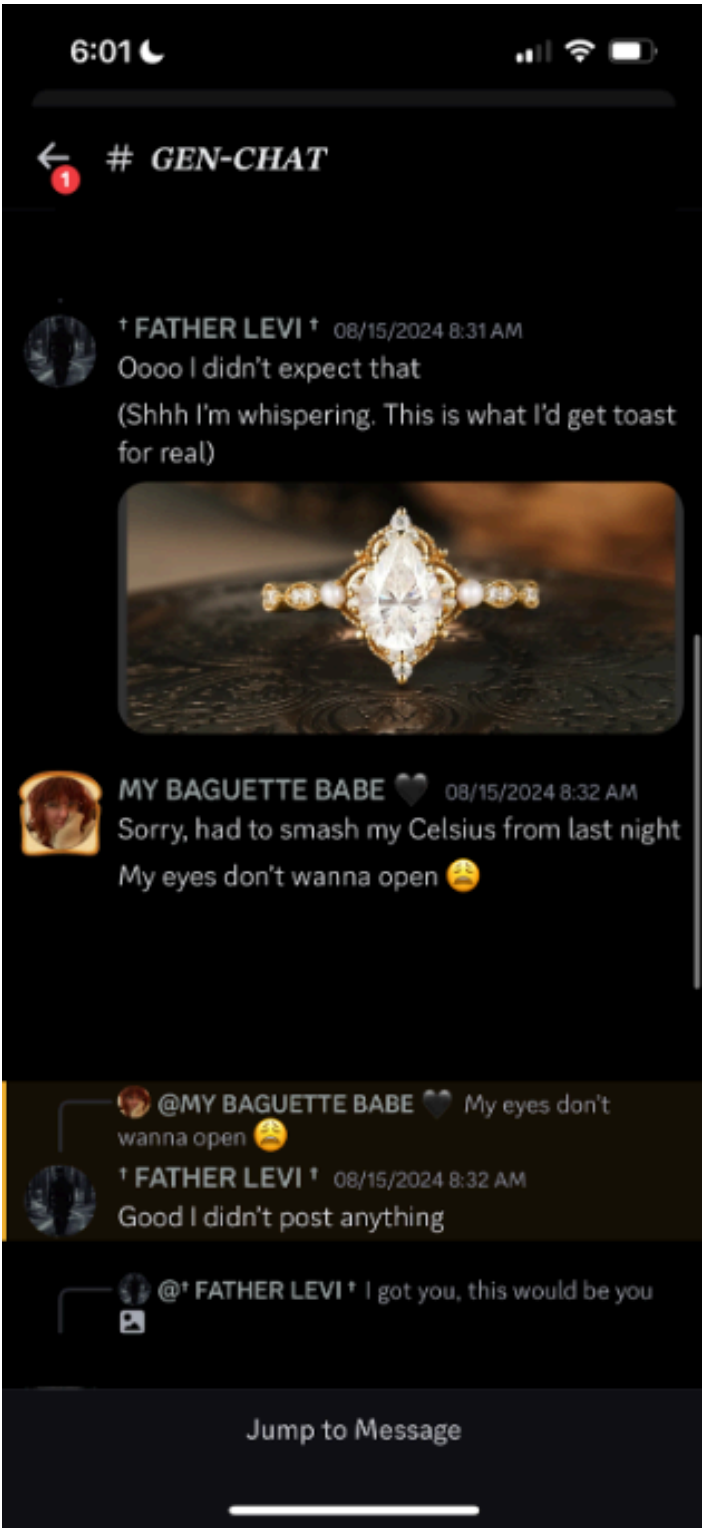 6:01
1
# GEN-CHAT
† FATHER LEVI † 08/15/2024 8:31 AM
Oooo I didn't expect that
(Shhh I'm whispering. This is what I'd get toast
for real)
MY BAGUETTE BABE 🖤 08/15/2024 8:32 AM
Sorry, had to smash my Celsius from last night
My eyes don't wanna open 😩
@MY BAGUETTE BABE 🖤 My eyes don't
wanna open 😩
† FATHER LEVI † 08/15/2024 8:32 AM
Good I didn't post anything
@† FATHER LEVI † I got you, this would be you
Jump to Message